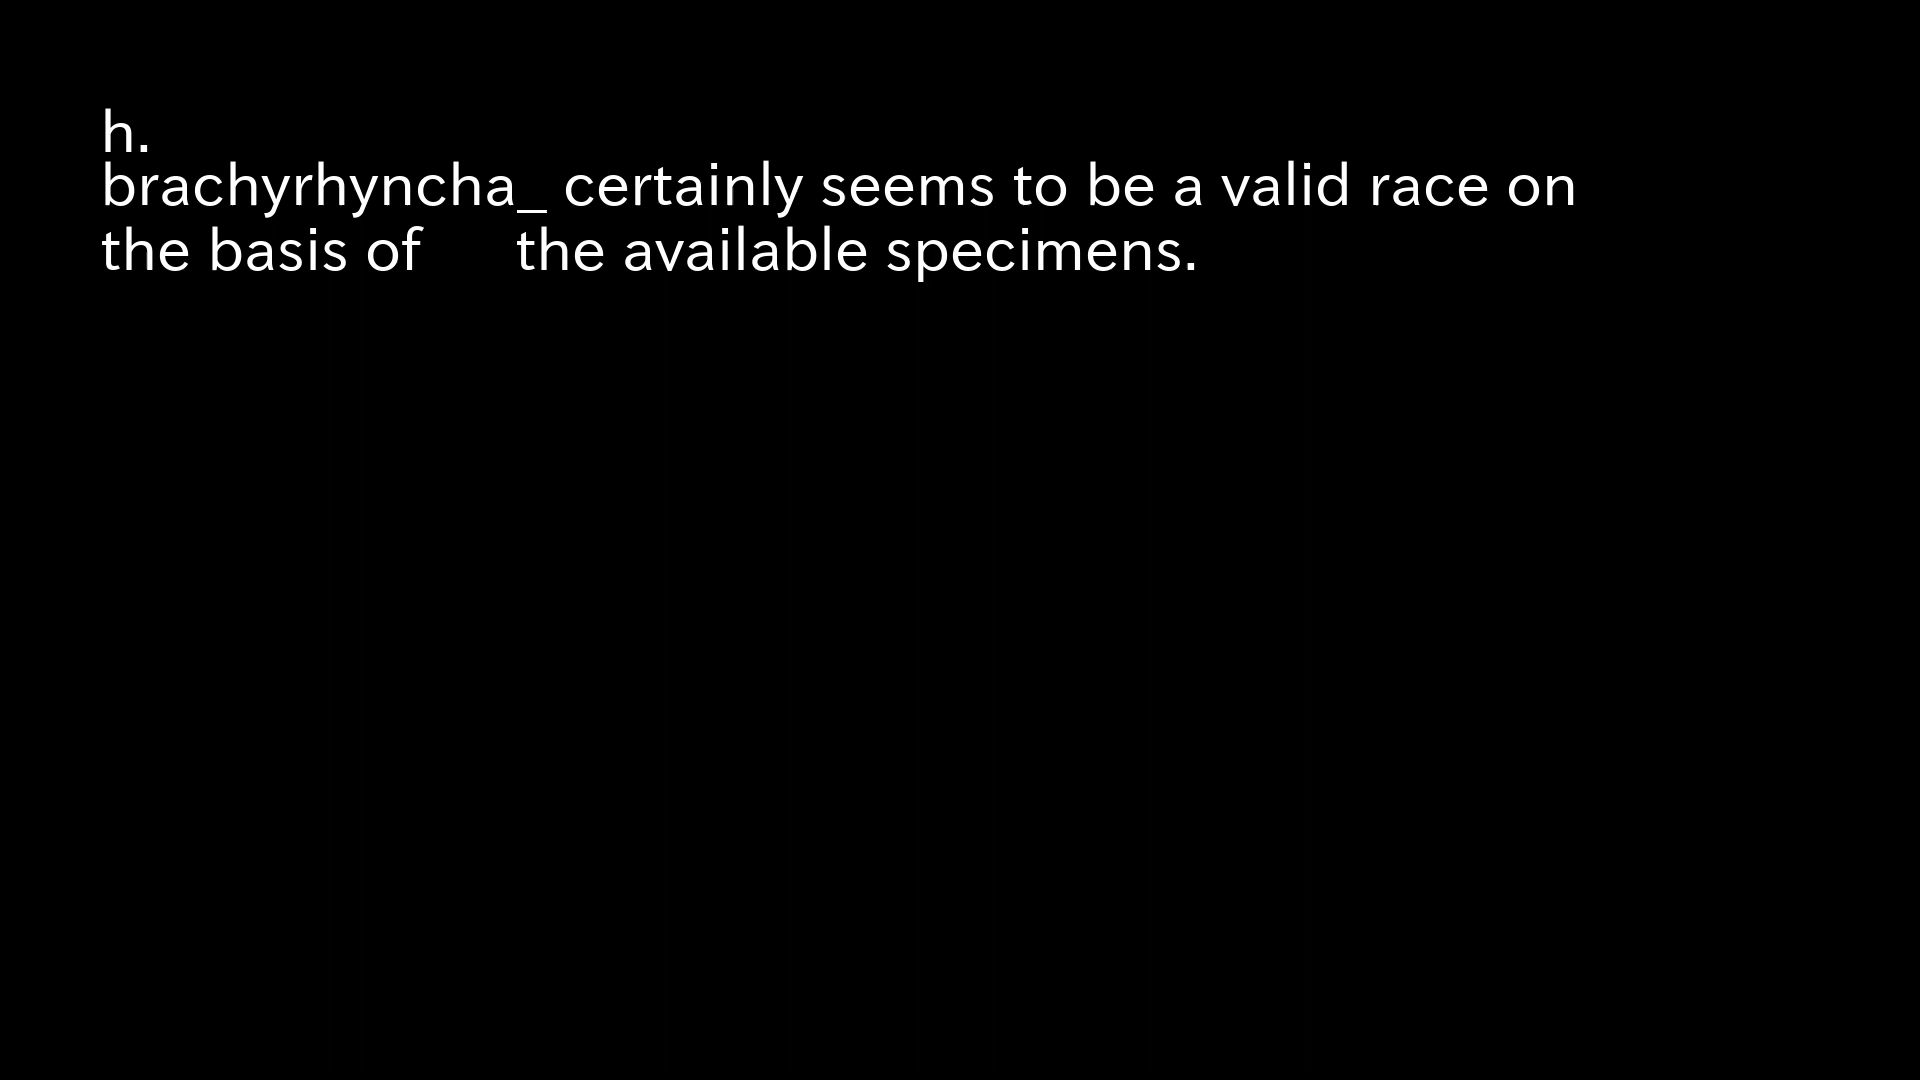 h.
brachyrhyncha_ certainly seems to be a valid race on
the basis of      the available specimens.